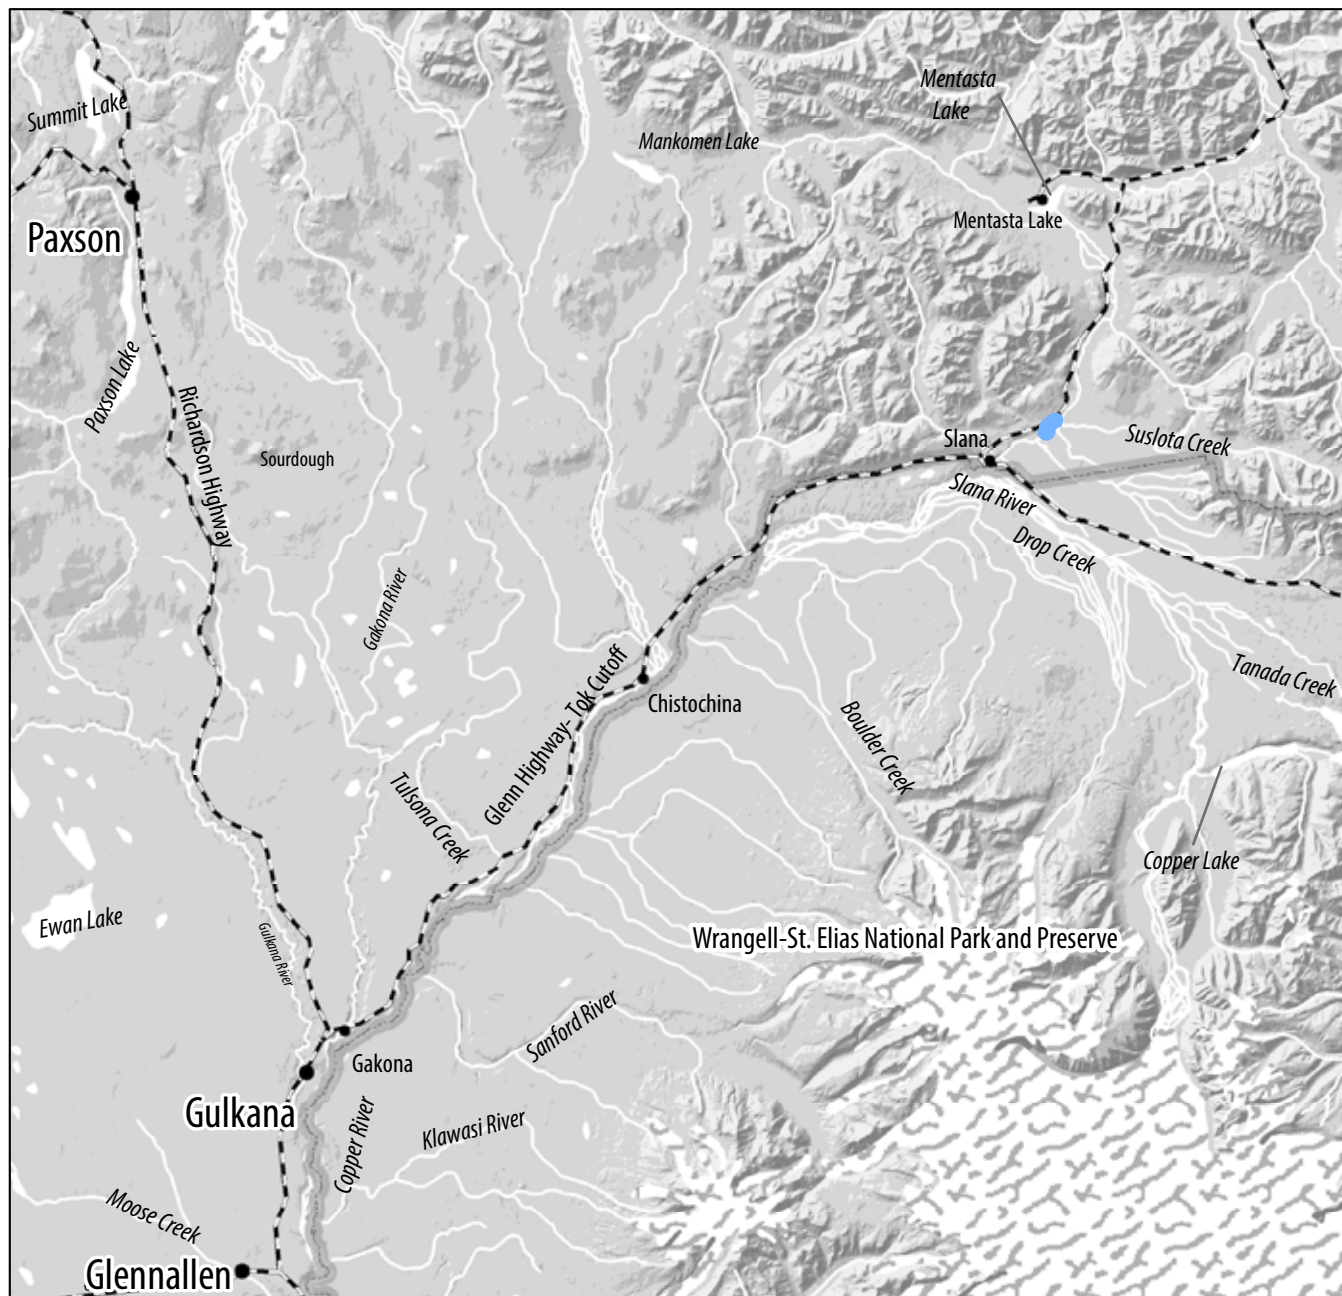 Mentasta
Lake
Summit Lake
Mankomen Lake
Mentasta Lake
Paxson
Paxson Lake
Richardson Highway
Slana
Suslota Creek
Sourdough
Slana River
Drop Creek
Gakona River
Tanada Creek
Glenn Highway- Tok Cutoff
Chistochina
Boulder Creek
Tulsona Creek
Copper Lake
Ewan Lake
Gulkana River
Wrangell-St. Elias National Park and Preserve
Sanford River
Gakona
Gulkana
Copper River
Klawasi River
Moose Creek
Glennallen